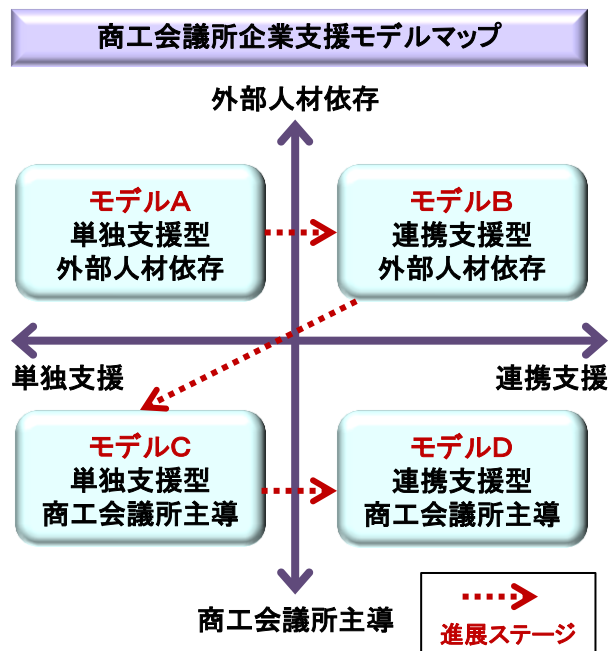 商工会議所企業支援モデルマップ
外部人材依存
モデルA
単独支援型
外部人材依存
モデルB
連携支援型
外部人材依存
単独支援
連携支援
モデルC
単独支援型
商工会議所主導
モデルD
連携支援型
商工会議所主導
商工会議所主導
進展ステージ